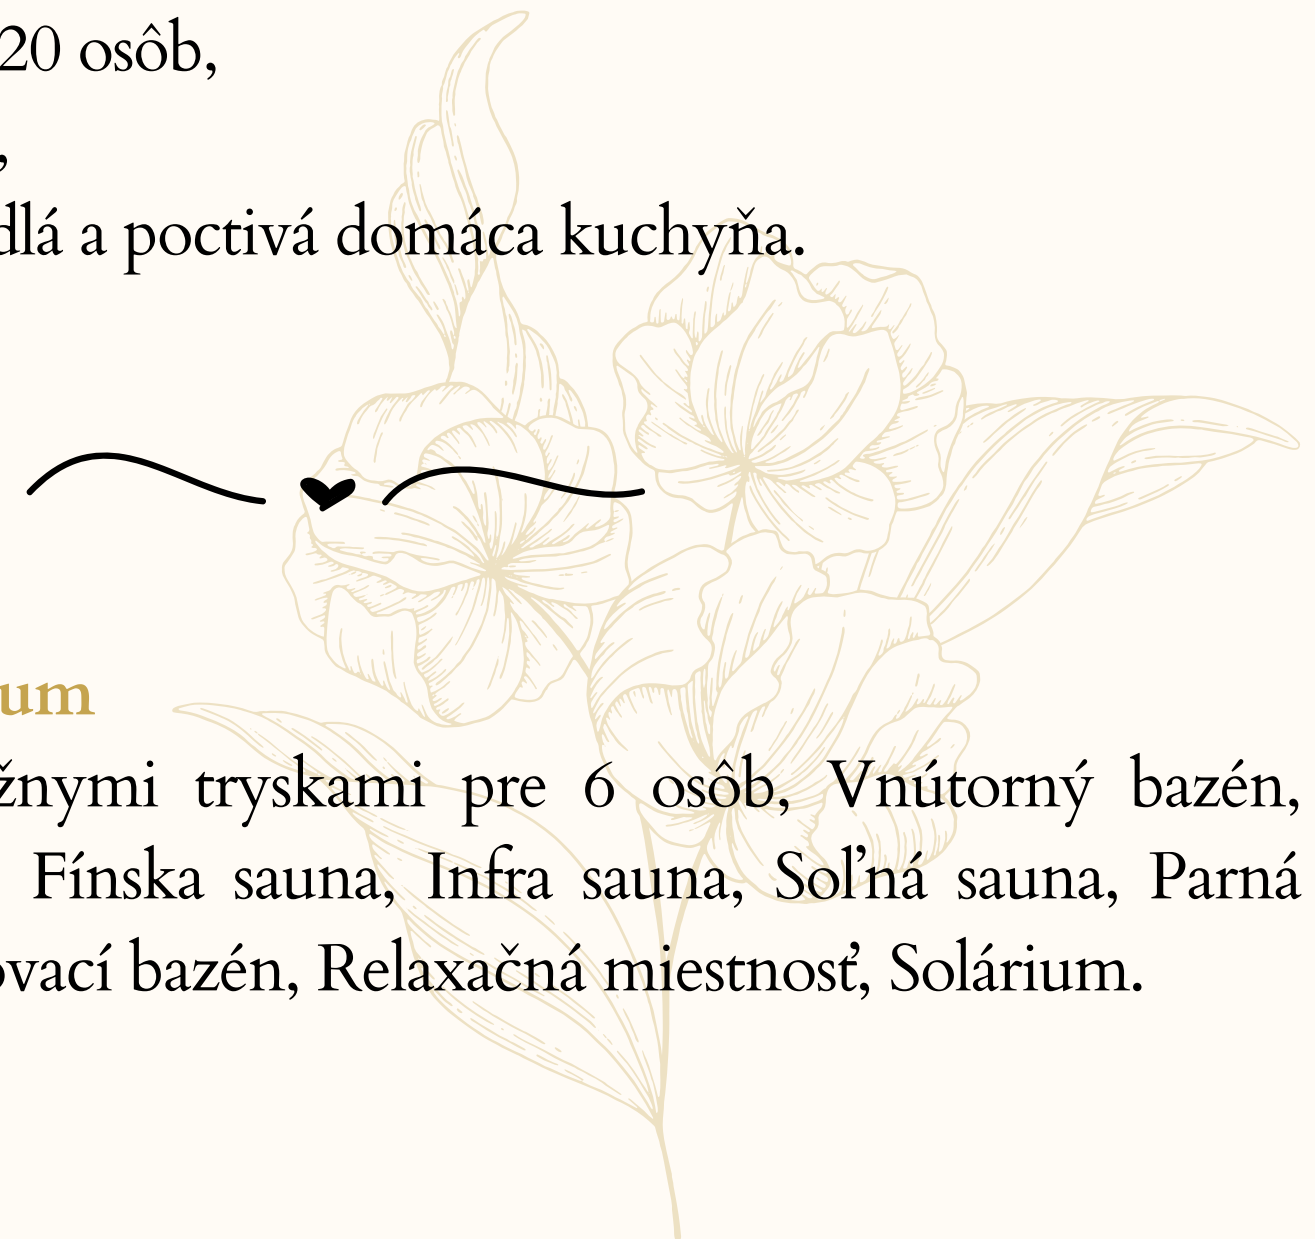 20 osôb,
,
dlá a poctivá domáca kuchyňa.
um
žnymi tryskami pre 6 osôb, Vnútorný bazén,
Fínska sauna, Infra sauna, Soľná sauna, Parná
ovací bazén, Relaxačná miestnosť, Solárium.